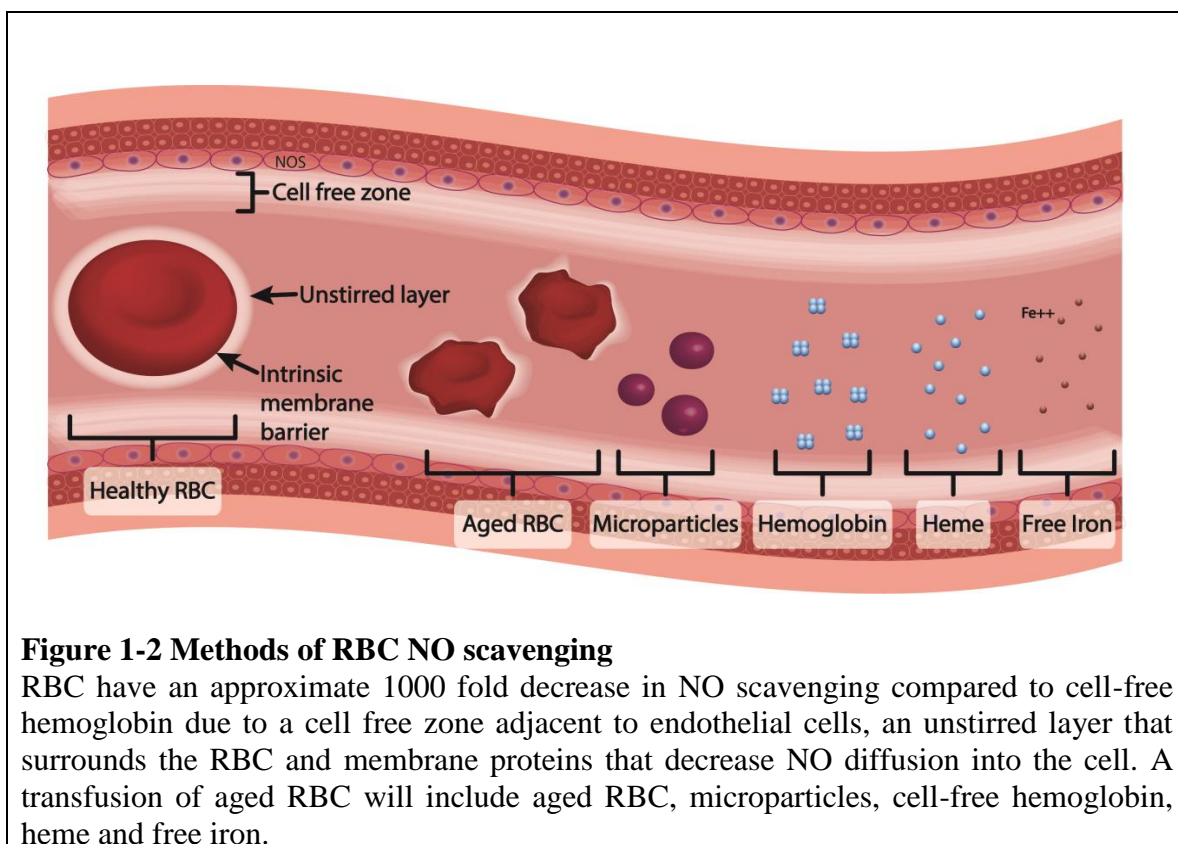 NOS
Cell free zone
Unstirred layer
Intrinsic
membrane
barrier
Fe++
Healthy RBC
Aged RBC
Microparticles
Hemoglobin
Heme
Free Iron
Figure 1-2 Methods of RBC NO scavenging
RBC have an approximate 1000 fold decrease in NO scavenging compared to cell-free
hemoglobin due to a cell free zone adjacent to endothelial cells, an unstirred layer that
surrounds the RBC and membrane proteins that decrease NO diffusion into the cell. A
transfusion of aged RBC will include aged RBC, microparticles, cell-free hemoglobin,
heme and free iron.